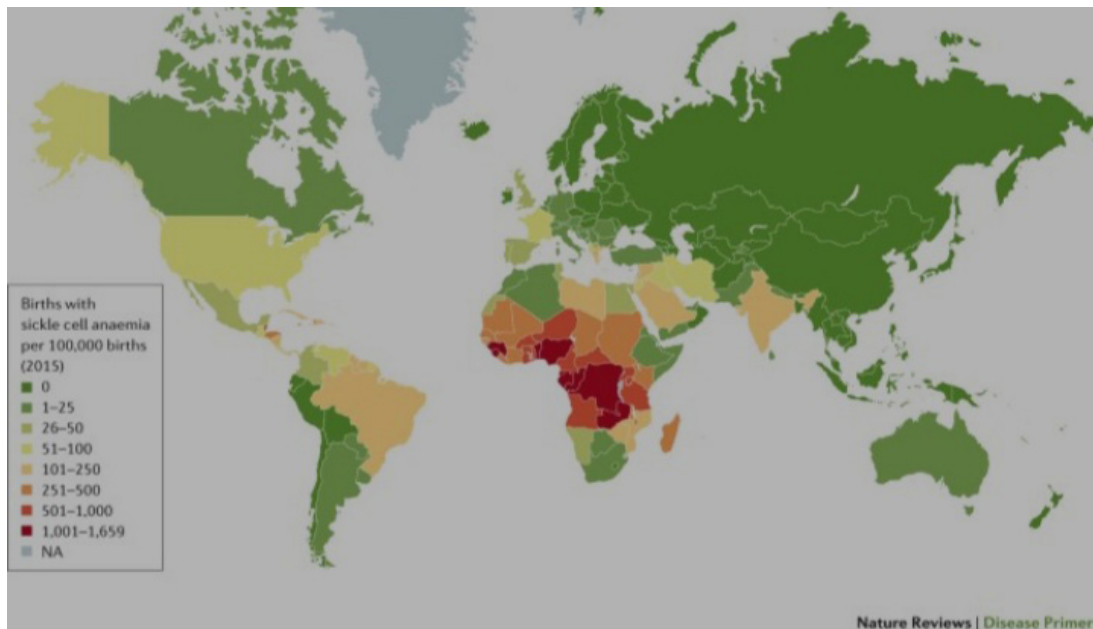 Births with
sickle cell anaemia
per 100,000 births
(2015)
0
1–25
26–50
51–100
101–250
251–500
501–1,000
1,001–1,659
NA
Nature Reviews | Disease Primer